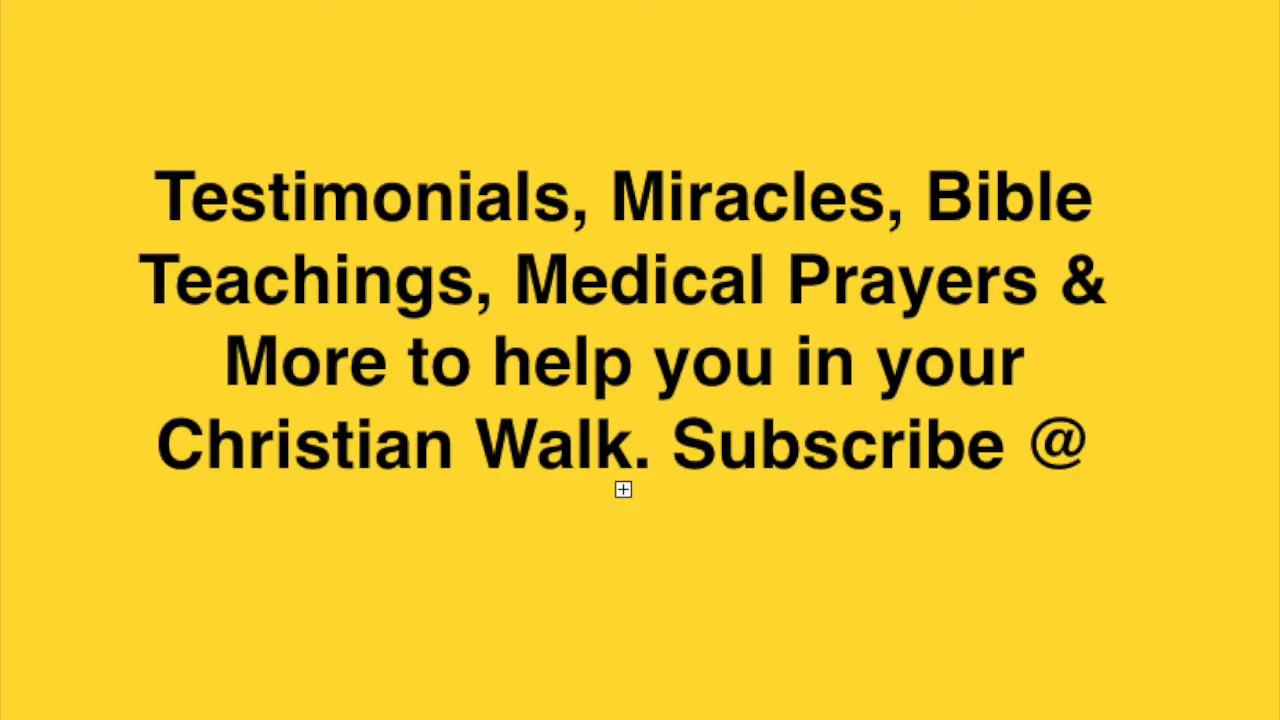 Testimonials, Miracles, Bible
Teachings, Medical Prayers &
More to help you in your
Christian Walk. Subscribe @